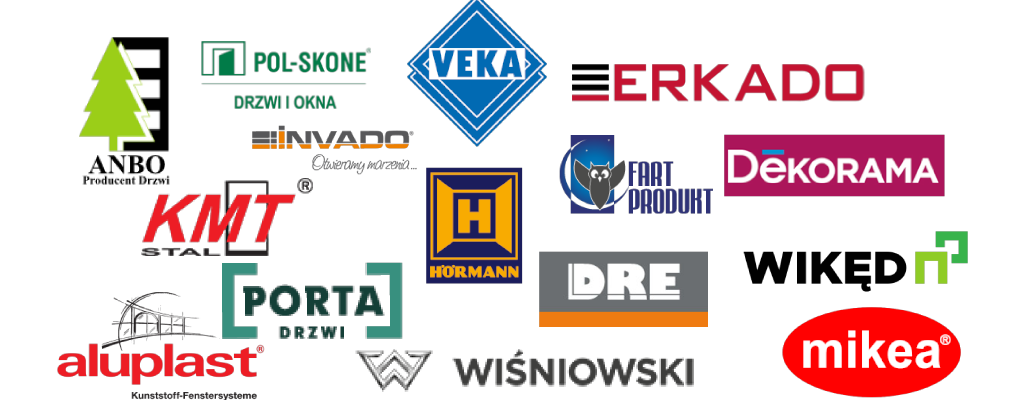 ANBO
Producent Drzwi
POL-SKONE®
DRZWI I OKNA
VEKA
ERKADO
INVADO®
Otwieramy marzenia...
FART
PRODUKT
DēKORAMA
KMT®
STAL
H
HÖRMANN
DRE
WIKĘD
PORTA
DRZWI
aluplast®
Kunststoff-Fenstersysteme
WIŚNIOWSKI
mikea®